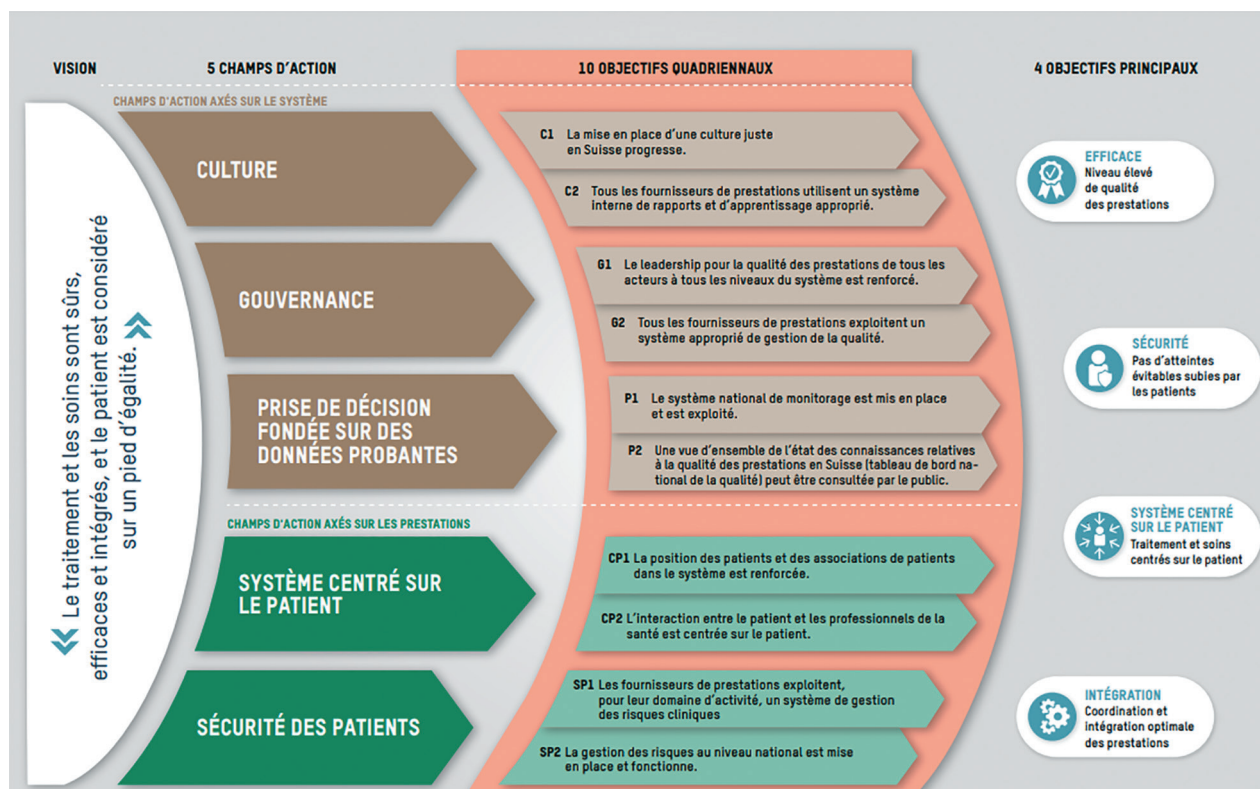 VISION
5 CHAMPS D'ACTION
10 OBJECTIFS QUADRIENNAUX
4 OBJECTIFS PRINCIPAUX
« Le traitement et les soins sont sûrs,
efficaces et intégrés, et le patient est considéré
sur un pied d'égalité. »
CHAMPS D'ACTION AXÉS SUR LE SYSTÈME
CULTURE
C1 La mise en place d'une culture juste
en Suisse progresse.
C2 Tous les fournisseurs de prestations utilisent un système
interne de rapports et d'apprentissage approprié.
GOUVERNANCE
G1 Le leadership pour la qualité des prestations de tous les
acteurs à tous les niveaux du système est renforcé.
G2 Tous les fournisseurs de prestations exploitent un
système approprié de gestion de la qualité.
PRISE DE DÉCISION
FONDÉE SUR DES
DONNÉES PROBANTES
P1 Le système national de monitorage est mis en place
et est exploité.
P2 Une vue d'ensemble de l'état des connaissances relatives
à la qualité des prestations en Suisse (tableau de bord na-
tional de la qualité) peut être consultée par le public.
CHAMPS D'ACTION AXÉS SUR LES PRESTATIONS
SYSTÈME CENTRÉ SUR
LE PATIENT
CP1 La position des patients et des associations de patients
dans le système est renforcée.
CP2 L'interaction entre le patient et les professionnels de la
santé est centrée sur le patient.
SÉCURITÉ DES PATIENTS
SP1 Les fournisseurs de prestations exploitent,
pour leur domaine d'activité, un système de gestion
des risques cliniques
SP2 La gestion des risques au niveau national est mise
en place et fonctionne.
EFFICACE
Niveau élevé
de qualité
des prestations
SÉCURITÉ
Pas d'atteintes
évitables subies par
les patients
SYSTÈME CENTRÉ
SUR LE PATIENT
Traitement et soins
centrés sur le patient
INTÉGRATION
Coordination et
intégration optimale
des prestations